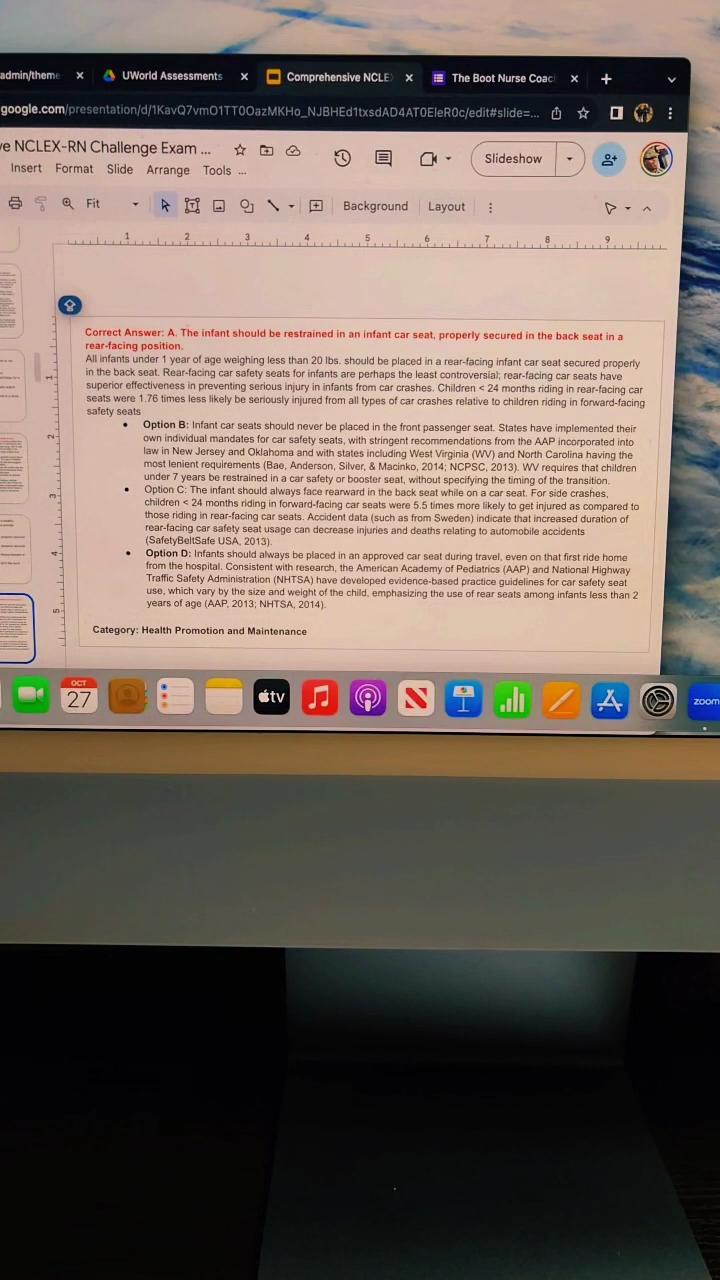 admin/theme
UWorld Assessments
Comprehensive NCLEX
The Boot Nurse Coac
google.com/presentation/d/1KavQ7vmO1TT0OazMKHo_NJBHEd1txsdAD4AT0EIeR0c/edit#slide=...
ve NCLEX-RN Challenge Exam ...
Slideshow
Insert Format Slide Arrange Tools ...
Fit
Background
Layout
1 2 3 4 5 6 7 8 9
Correct Answer: A. The infant should be restrained in an infant car seat, properly secured in the back seat in a
rear-facing position.
All infants under 1 year of age weighing less than 20 lbs. should be placed in a rear-facing infant car seat secured properly
in the back seat. Rear-facing car safety seats for infants are perhaps the least controversial; rear-facing car seats have
superior effectiveness in preventing serious injury in infants from car crashes. Children < 24 months riding in rear-facing car
seats were 1.76 times less likely be seriously injured from all types of car crashes relative to children riding in forward-facing
safety seats
• Option B: Infant car seats should never be placed in the front passenger seat. States have implemented their
own individual mandates for car safety seats, with stringent recommendations from the AAP incorporated into
law in New Jersey and Oklahoma and with states including West Virginia (WV) and North Carolina having the
most lenient requirements (Bae, Anderson, Silver, & Macinko, 2014; NCPSC, 2013). WV requires that children
under 7 years be restrained in a car safety or booster seat, without specifying the timing of the transition.
• Option C: The infant should always face rearward in the back seat while on a car seat. For side crashes,
children < 24 months riding in forward-facing car seats were 5.5 times more likely to get injured as compared to
those riding in rear-facing car seats. Accident data (such as from Sweden) indicate that increased duration of
rear-facing car safety seat usage can decrease injuries and deaths relating to automobile accidents
(SafetyBeltSafe USA, 2013).
• Option D: Infants should always be placed in an approved car seat during travel, even on that first ride home
from the hospital. Consistent with research, the American Academy of Pediatrics (AAP) and National Highway
Traffic Safety Administration (NHTSA) have developed evidence-based practice guidelines for car safety seat
use, which vary by the size and weight of the child, emphasizing the use of rear seats among infants less than 2
years of age (AAP, 2013; NHTSA, 2014).
Category: Health Promotion and Maintenance
1
2
3
4
5
OCT
27
tv
zoom